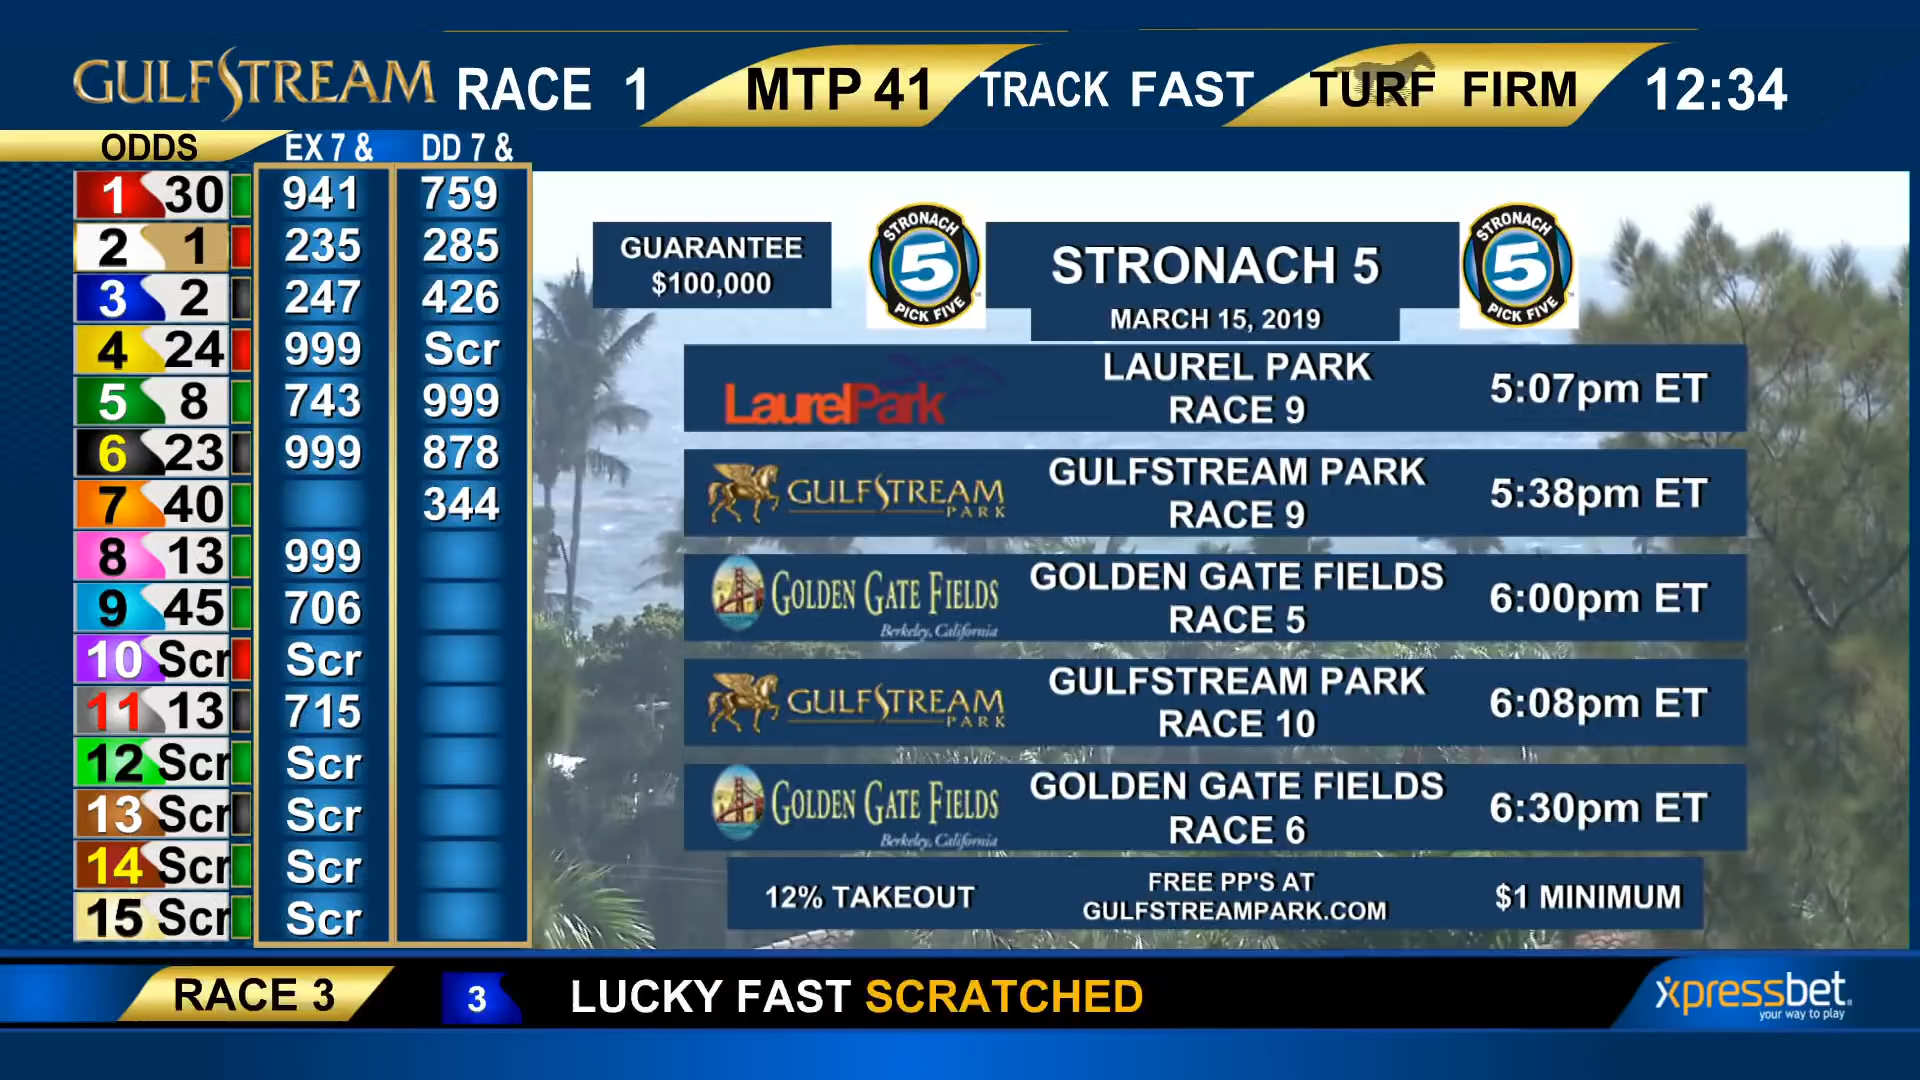 GULFSTREAM RACE 1 MTP 41 TRACK FAST TURF FIRM 12:34
ODDS EX 7 & DD 7 &
1 30 941 759
2 1 235 285
3 2 247 426
4 24 999 Scr
5 8 743 999
6 23 999 878
7 40 344
8 13 999
9 45 706
10 Scr Scr
11 13 715
12 Scr Scr
13 Scr Scr
14 Scr Scr
15 Scr Scr
GUARANTEE
$100,000
STRONACH
5
PICK FIVE
STRONACH 5
MARCH 15, 2019
STRONACH
5
PICK FIVE
LaurelPark
LAUREL PARK
RACE 9
5:07pm ET
GULFSTREAM
PARK
GULFSTREAM PARK
RACE 9
5:38pm ET
GOLDEN GATE FIELDS
Berkeley, California
GOLDEN GATE FIELDS
RACE 5
6:00pm ET
GULFSTREAM
PARK
GULFSTREAM PARK
RACE 10
6:08pm ET
GOLDEN GATE FIELDS
Berkeley, California
GOLDEN GATE FIELDS
RACE 6
6:30pm ET
12% TAKEOUT
FREE PP'S AT
GULFSTREAMPARK.COM
$1 MINIMUM
RACE 3 3 LUCKY FAST SCRATCHED
xpressbet.
your way to play